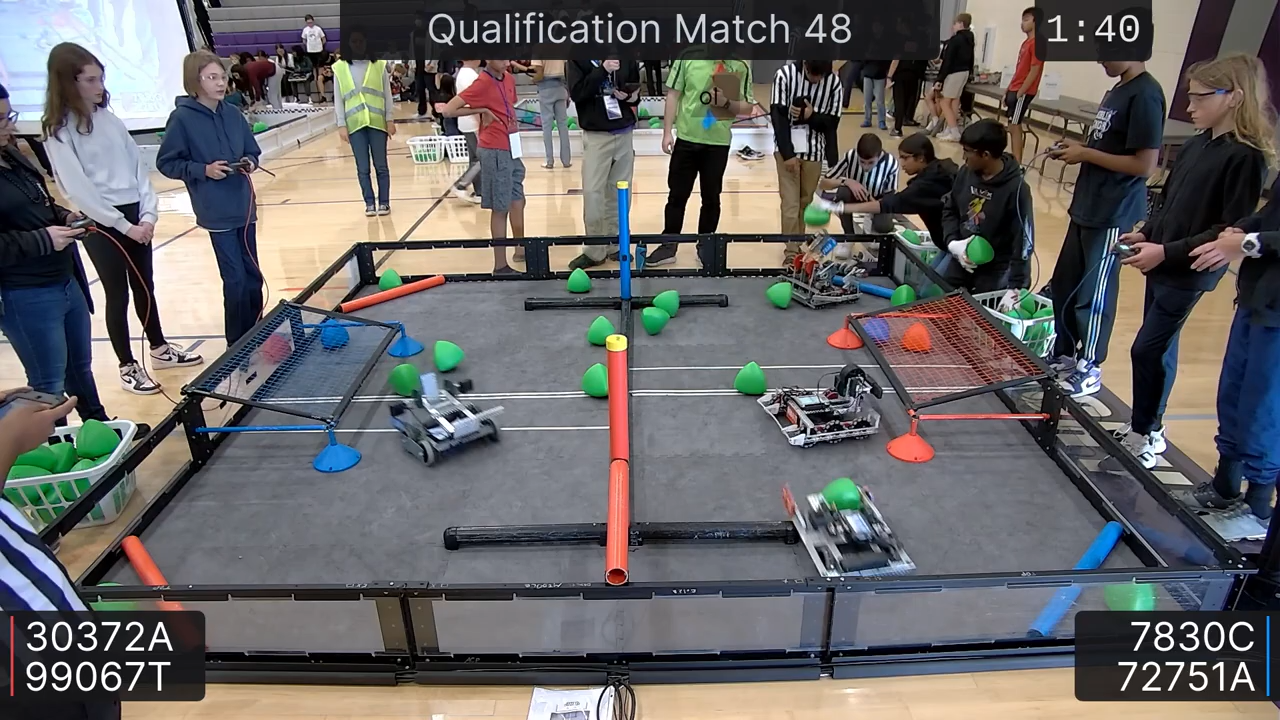 Qualification Match 48
1:40
30372A
99067T
7830C
72751A